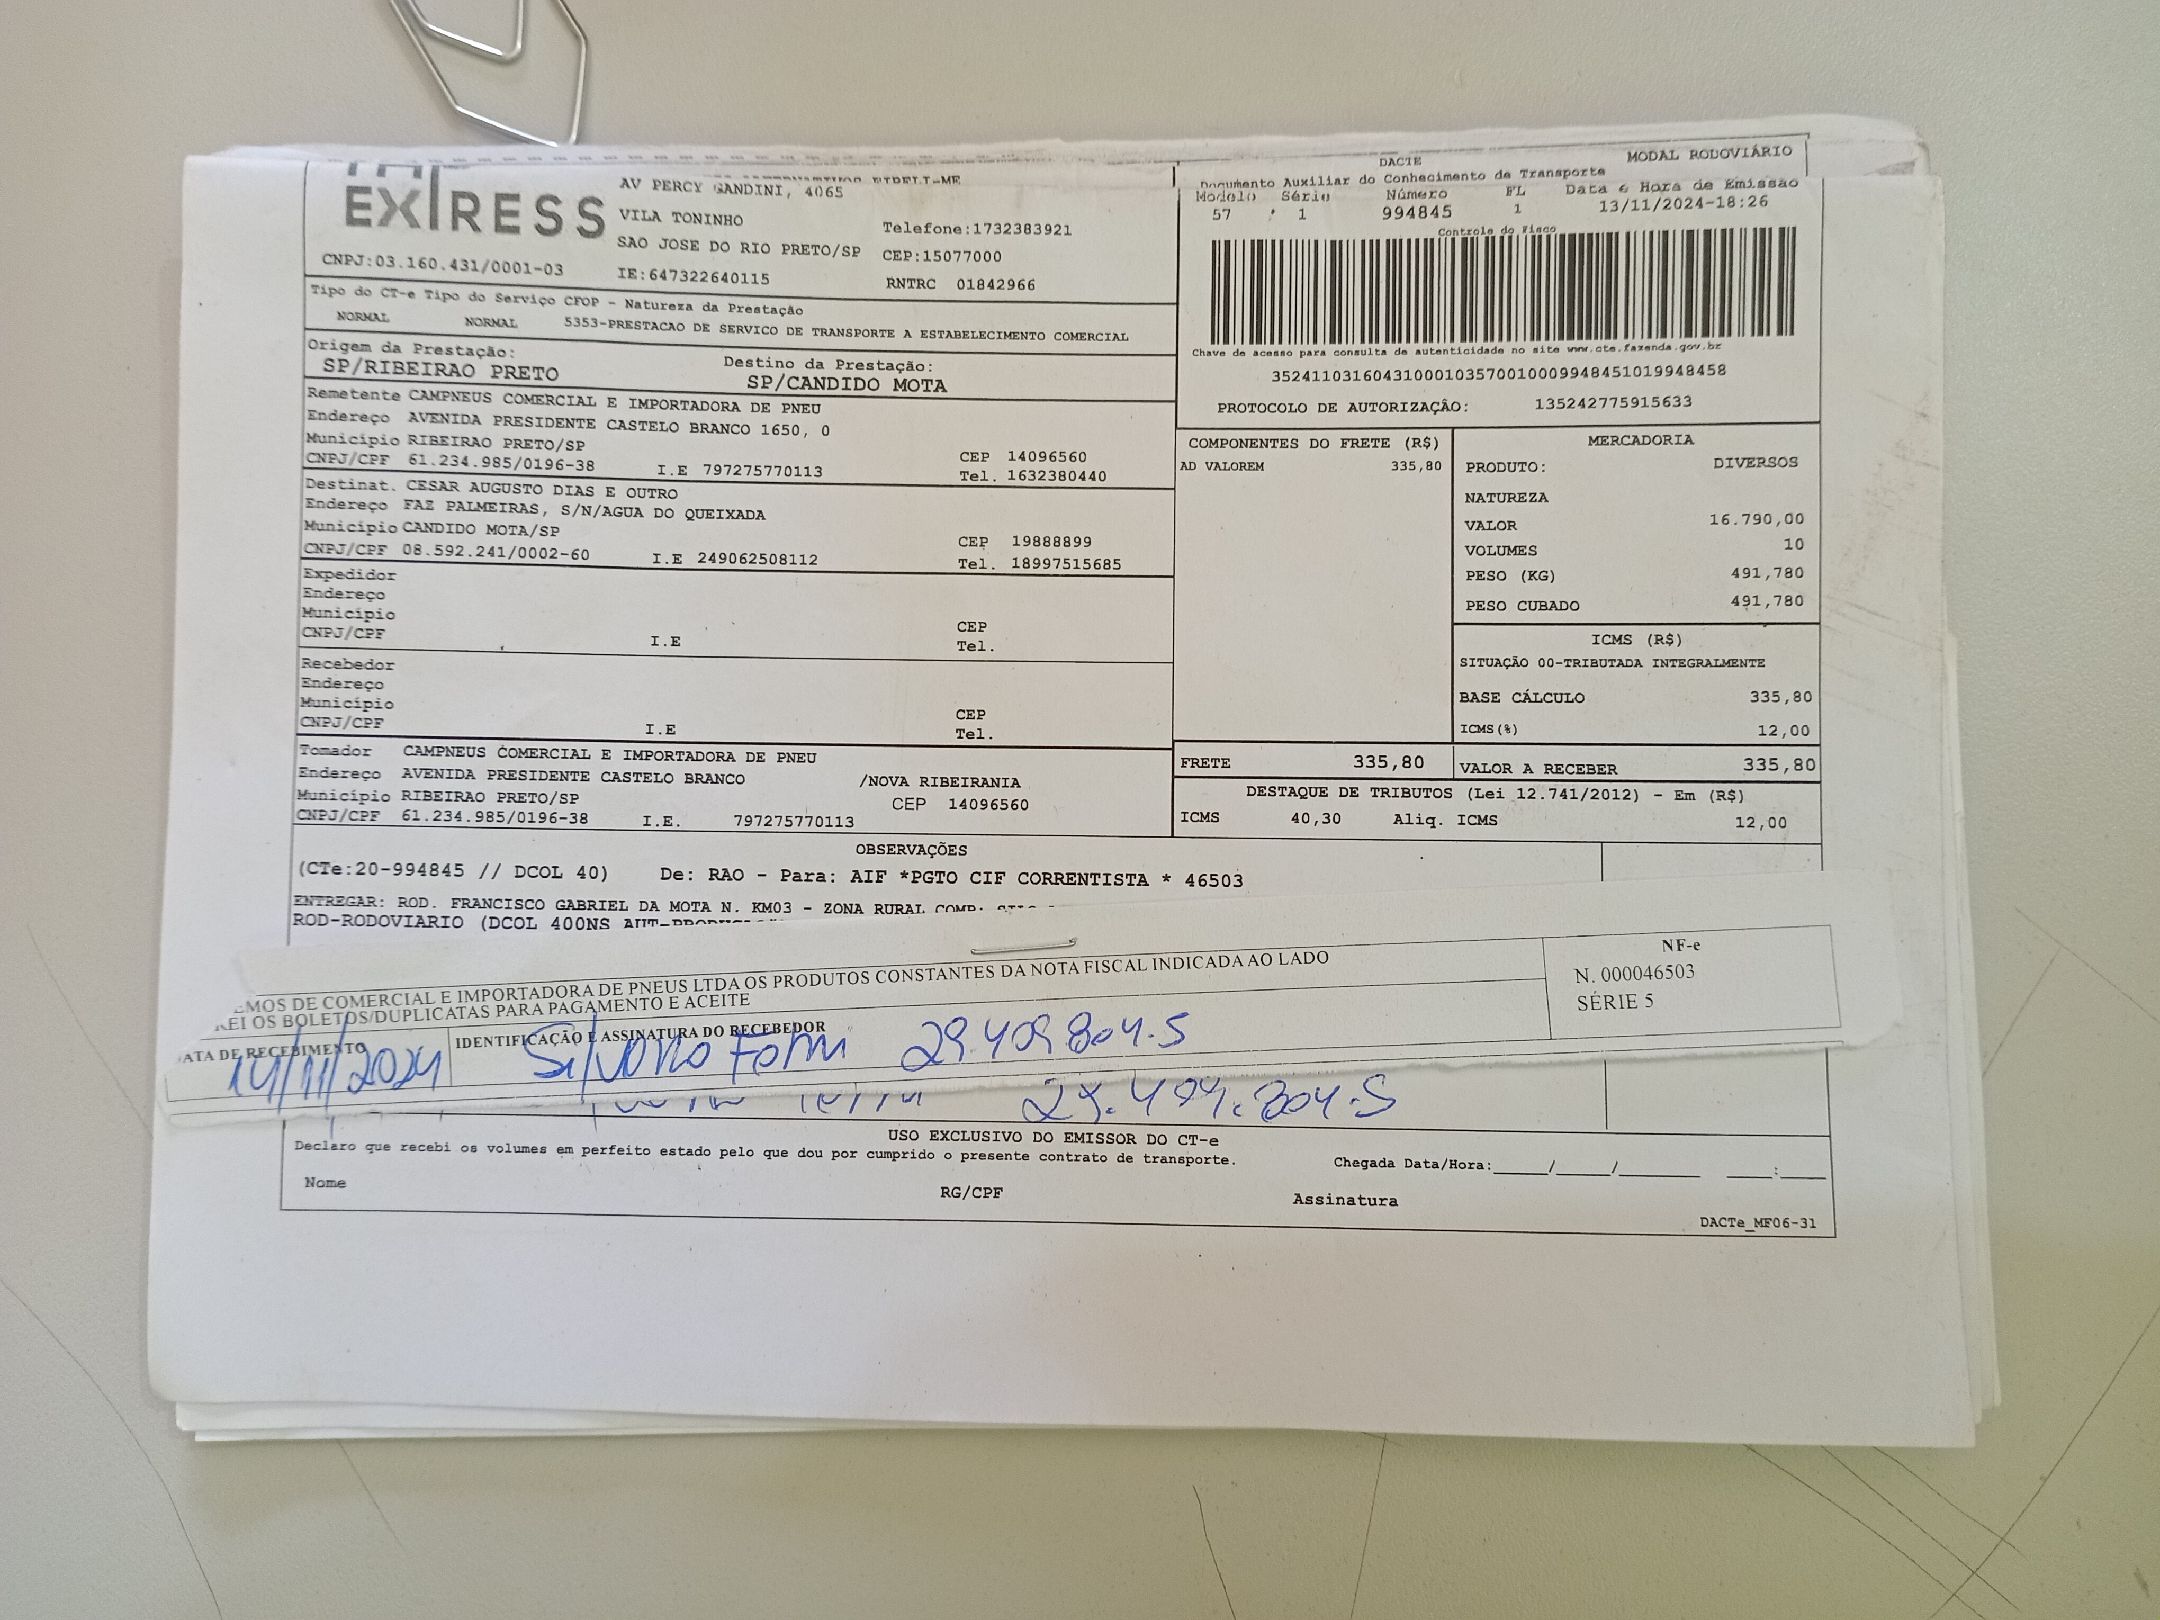 EXPRESS
AV PERCY GANDINI, 4065
VILA TONINHO
SAO JOSE DO RIO PRETO/SP
IE:647322640115
CNPJ:03.160.431/0001-03
Telefone:1732383921
CEP:15077000
RNTRC 01842966
Tipo do CT-e Tipo do Serviço CFOP - Natureza da Prestação
NORMAL NORMAL 5353-PRESTACAO DE SERVICO DE TRANSPORTE A ESTABELECIMENTO COMERCIAL
Origem da Prestação: Destino da Prestação:
SP/RIBEIRAO PRETO SP/CANDIDO MOTA
Remetente CAMPNEUS COMERCIAL E IMPORTADORA DE PNEU
Endereço AVENIDA PRESIDENTE CASTELO BRANCO 1650, 0
Município RIBEIRAO PRETO/SP CEP 14096560
CNPJ/CPF 61.234.985/0196-38 I.E 797275770113 Tel. 1632380440
Destinat. CESAR AUGUSTO DIAS E OUTRO
Endereço FAZ PALMEIRAS, S/N/AGUA DO QUEIXADA
Município CANDIDO MOTA/SP CEP 19888899
CNPJ/CPF 08.592.241/0002-60 I.E 249062508112 Tel. 18997515685
Expedidor
Endereço
Município CEP
CNPJ/CPF I.E Tel.
Recebedor
Endereço
Município CEP
CNPJ/CPF I.E Tel.
Tomador CAMPNEUS COMERCIAL E IMPORTADORA DE PNEU
Endereço AVENIDA PRESIDENTE CASTELO BRANCO /NOVA RIBEIRANIA
Município RIBEIRAO PRETO/SP CEP 14096560
CNPJ/CPF 61.234.985/0196-38 I.E. 797275770113
DACTE MODAL RODOVIÁRIO
Documento Auxiliar do Conhecimento de Transporte
Modelo Série Número FL Data e Hora de Emissão
57 1 994845 1 13/11/2024-18:26
Controle do Fisco
Chave de acesso para consulta de autenticidade no site www.cte.fazenda.gov.br
35241103160431000103570010009948451019948458
PROTOCOLO DE AUTORIZAÇÂO: 135242775915633
COMPONENTES DO FRETE (R$)
AD VALOREM 335,80
MERCADORIA
PRODUTO: DIVERSOS
NATUREZA
VALOR 16.790,00
VOLUMES 10
PESO (KG) 491,780
PESO CUBADO 491,780
ICMS (R$)
SITUAÇÃO 00-TRIBUTADA INTEGRALMENTE
BASE CÁLCULO 335,80
ICMS(%) 12,00
FRETE 335,80 VALOR A RECEBER 335,80
DESTAQUE DE TRIBUTOS (Lei 12.741/2012) - Em (R$)
ICMS 40,30 Aliq. ICMS 12,00
OBSERVAÇÕES
(CTe:20-994845 // DCOL 40) De: RAO - Para: AIF *PGTO CIF CORRENTISTA * 46503
ENTREGAR: ROD. FRANCISCO GABRIEL DA MOTA N. KM03 - ZONA RURAL COMP:
ROD-RODOVIARIO (DCOL 400NS
DE COMERCIAL E IMPORTADORA DE PNEUS LTDA OS PRODUTOS CONSTANTES DA NOTA FISCAL INDICADA AO LADO
OS BOLETOS/DUPLICATAS PARA PAGAMENTO E ACEITE
DE RECEBIMENTO
IDENTIFICAÇÃO E ASSINATURA DO RECEBEDOR
14/11/2024 29.409.804.5
NF-e
N. 000046503
SÉRIE 5
29.409.804.5
USO EXCLUSIVO DO EMISSOR DO CT-e
Declaro que recebi os volumes em perfeito estado pelo que dou por cumprido o presente contrato de transporte. Chegada Data/Hora:____/____/______ ____:____
Nome RG/CPF Assinatura
DACTe_MF06-31